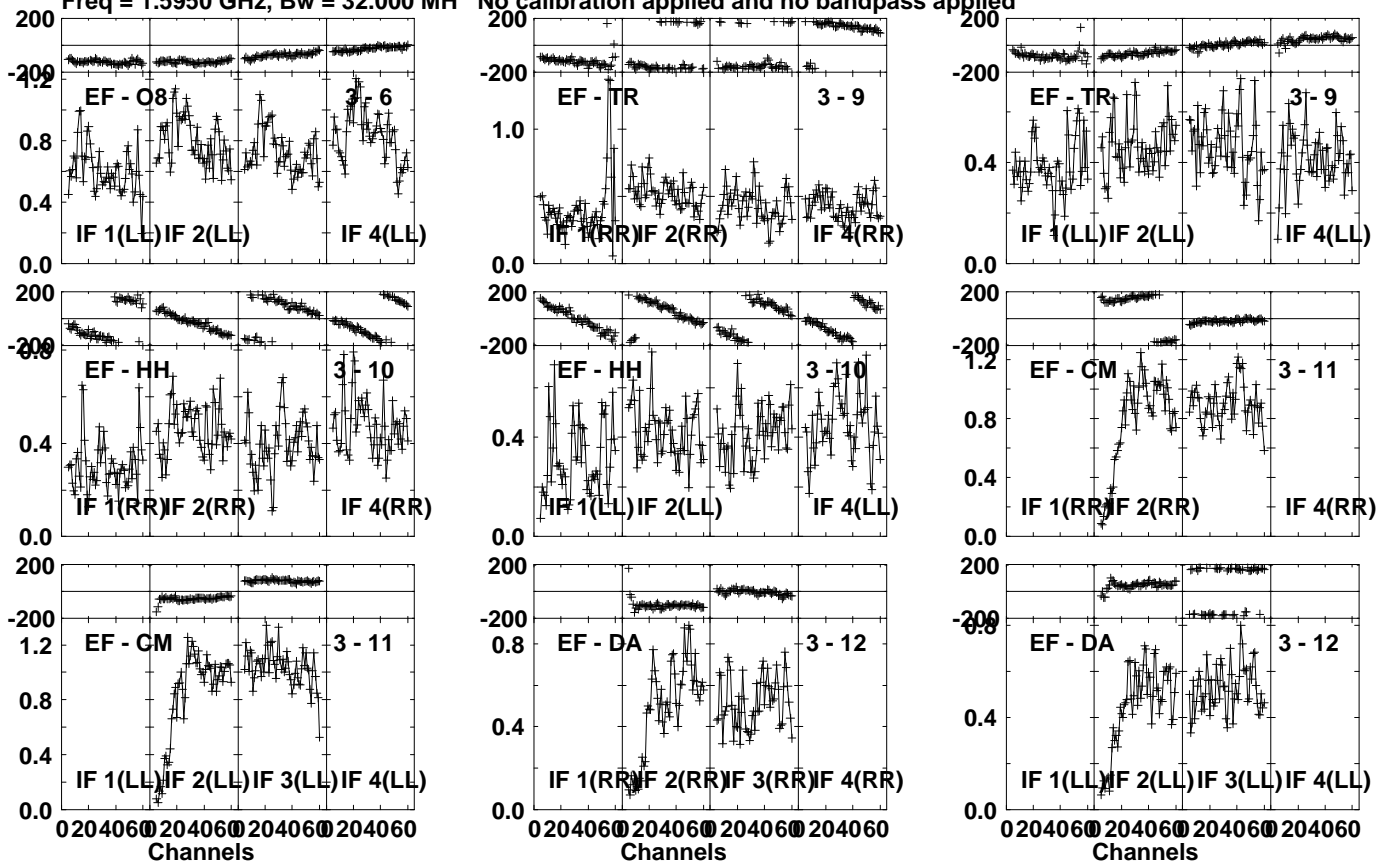 Freq = 1.5950 GHz, Bw = 32.000 MH No calibration applied and no bandpass applied
200
-200
1.2
0.8
0.4
0.0
EF - O8
3 - 6
IF 1(LL) IF 2(LL) IF 4(LL)
200
-200
1.0
0.0
EF - TR
3 - 9
IF 1(RR) IF 2(RR) IF 4(RR)
200
-200
0.4
0.0
EF - TR
3 - 9
IF 1(LL) IF 2(LL) IF 4(LL)
200
-200
0.8
0.4
0.0
EF - HH
3 - 10
IF 1(RR) IF 2(RR) IF 4(RR)
200
-200
0.4
0.0
EF - HH
3 - 10
IF 1(LL) IF 2(LL) IF 4(LL)
200
-200
1.2
0.8
0.4
0.0
EF - CM
3 - 11
IF 1(RR) IF 2(RR) IF 4(RR)
200
-200
1.2
0.8
0.4
0.0
EF - CM
3 - 11
IF 1(LL) IF 2(LL) IF 3(LL) IF 4(LL)
0 20 40 60 0 20 40 60 0 20 40 60 0 20 40 60
Channels
200
-200
0.8
0.4
0.0
EF - DA
3 - 12
IF 1(RR) IF 2(RR) IF 3(RR) IF 4(RR)
0 20 40 60 0 20 40 60 0 20 40 60 0 20 40 60
Channels
200
-200
0.8
0.4
0.0
EF - DA
3 - 12
IF 1(LL) IF 2(LL) IF 3(LL) IF 4(LL)
0 20 40 60 0 20 40 60 0 20 40 60 0 20 40 60
Channels